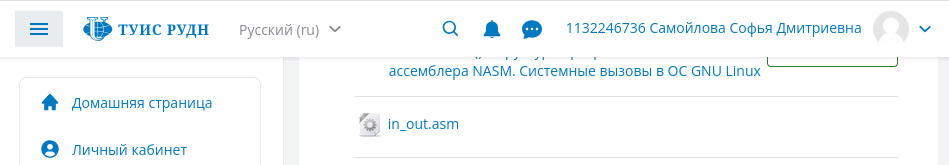 ТУИС РУДН
Русский (ru)
1132246736 Самойлова Софья Дмитриевна
ассемблера NASM. Системные вызовы в ОС GNU Linux
Домашняя страница
in_out.asm
Личный кабинет